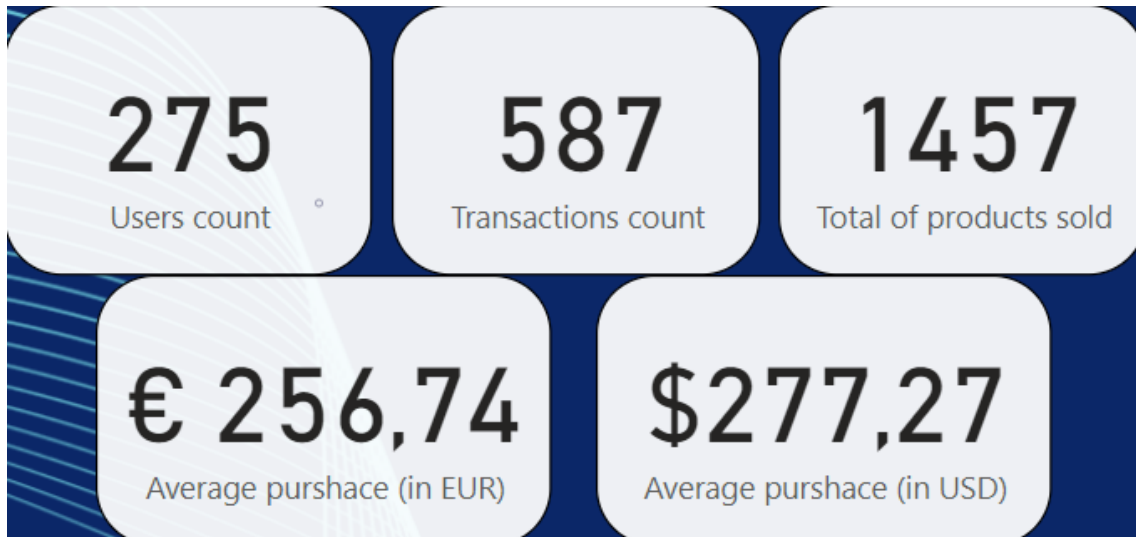 275
Users count
587
Transactions count
1457
Total of products sold
€ 256,74
Average purshace (in EUR)
$277,27
Average purshace (in USD)